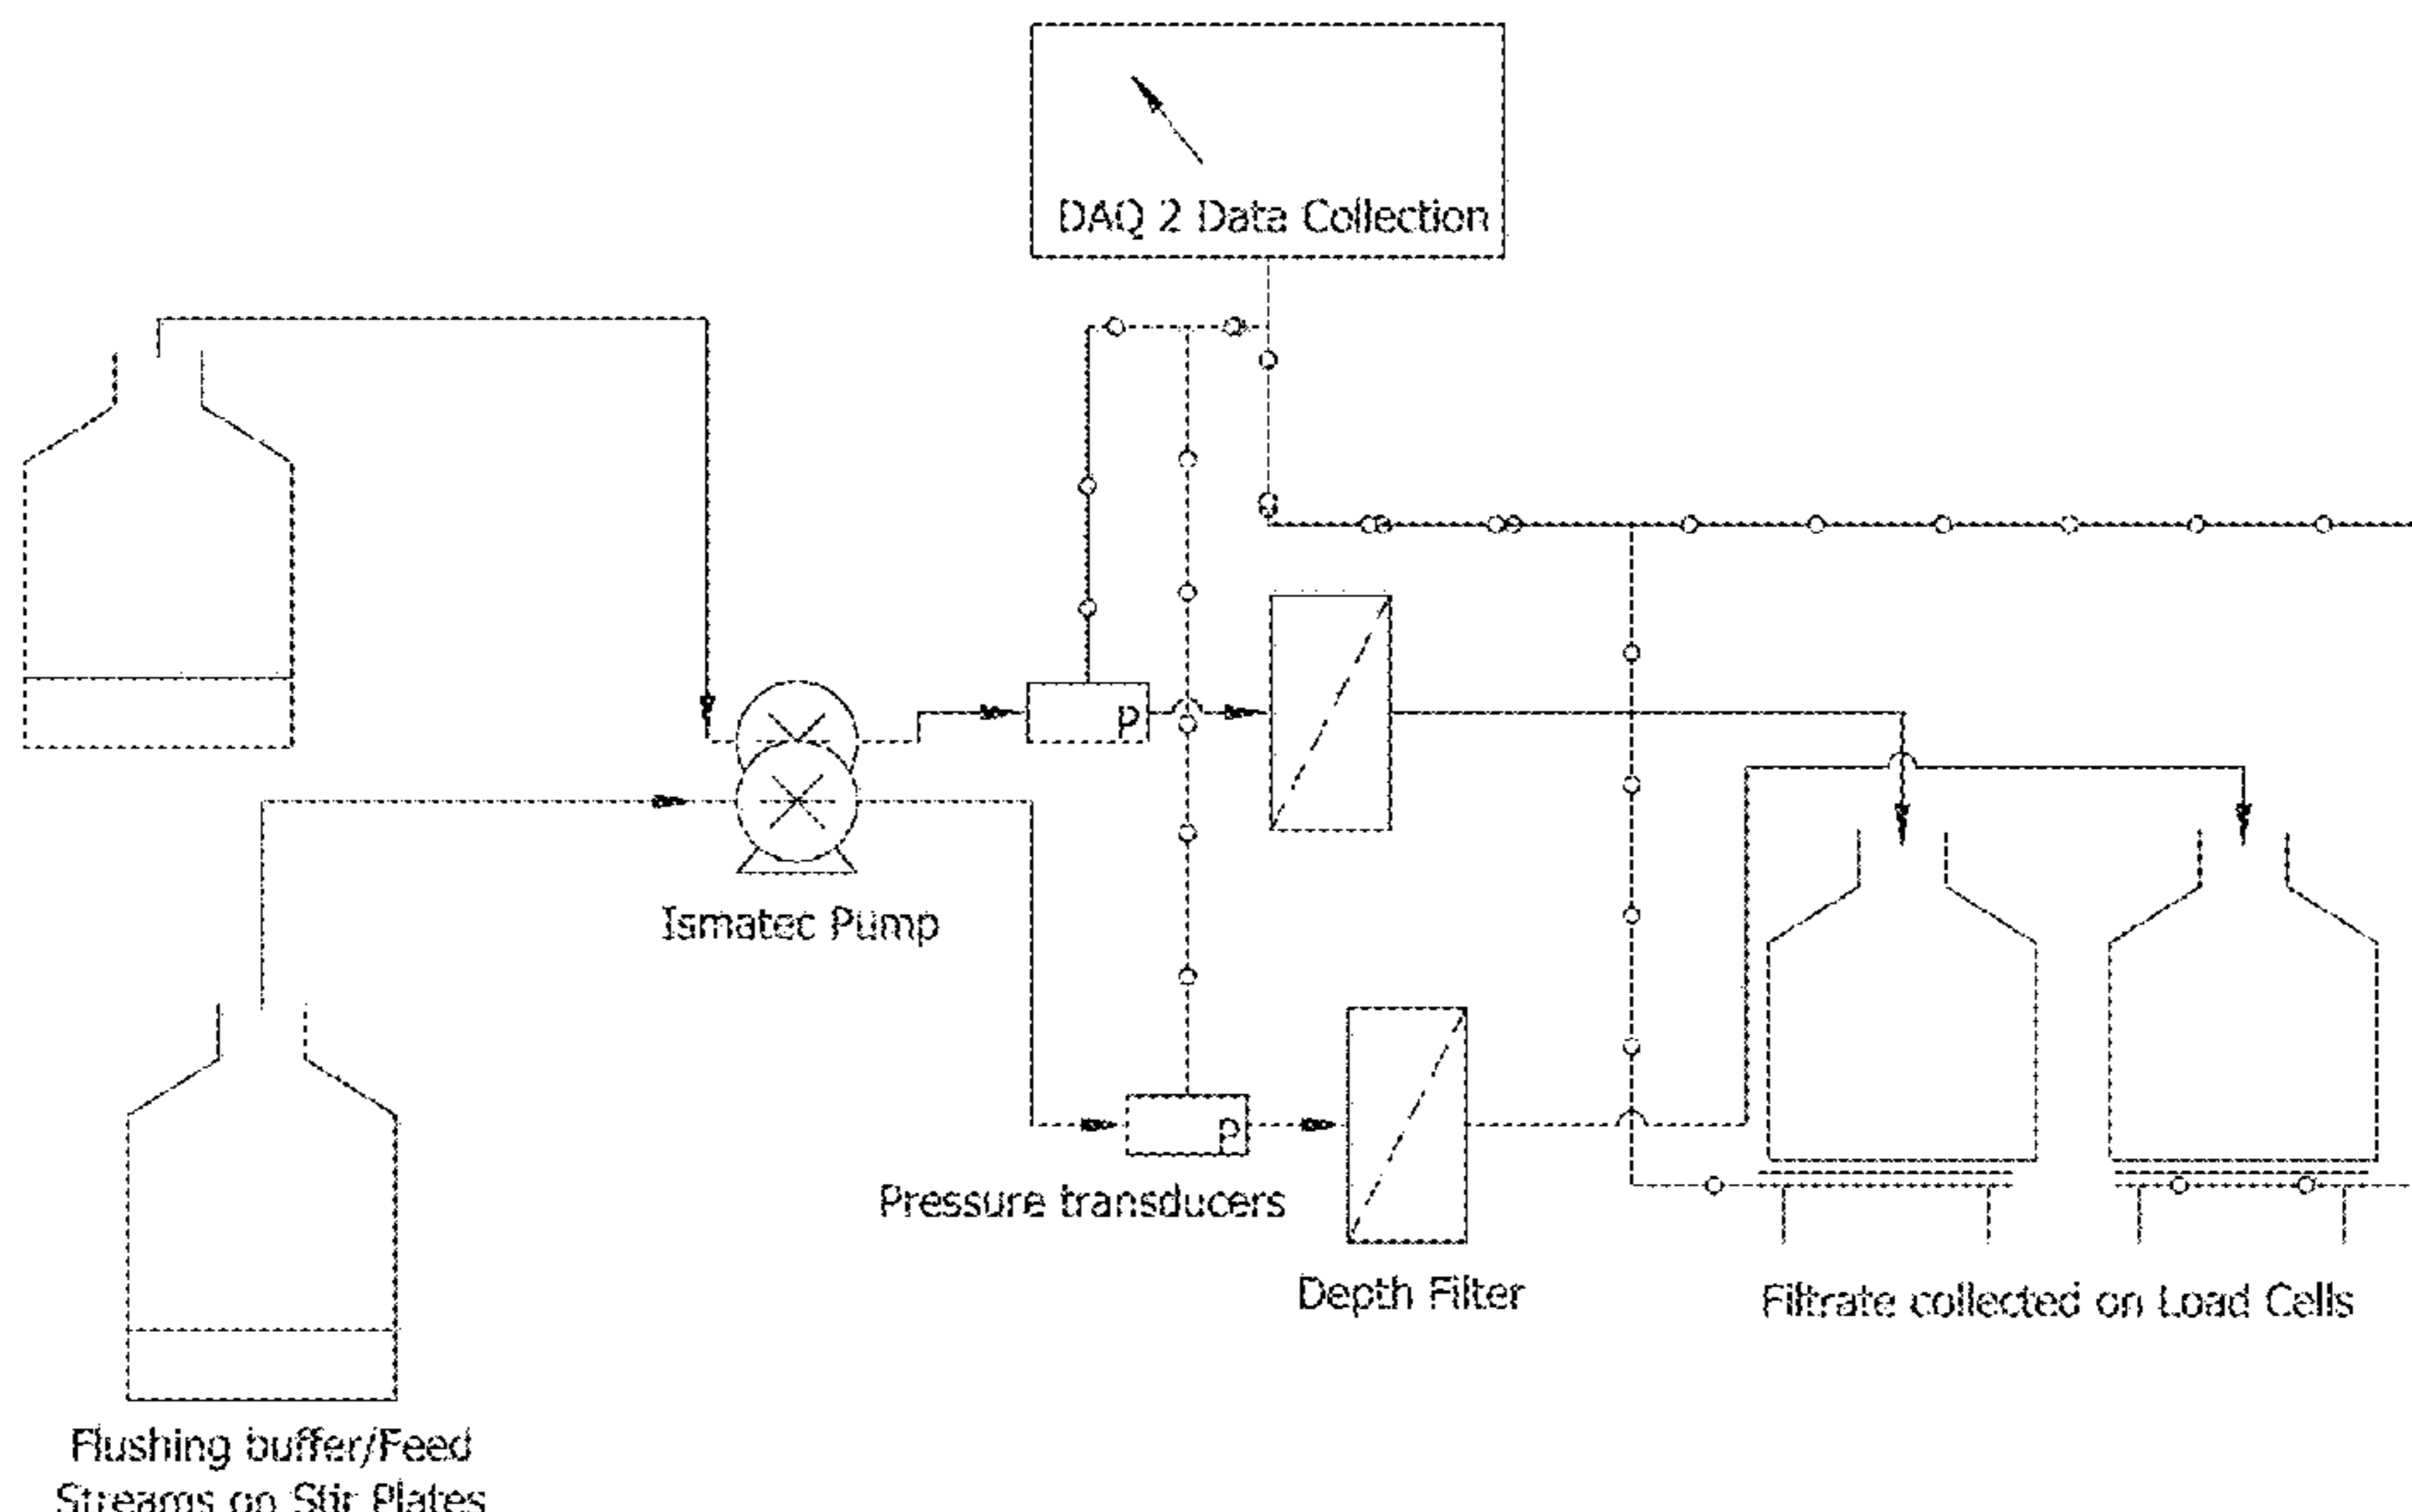 DAQ 2 Data Collection
P
Ismatec Pump
P
Pressure transducers
Depth Filter
Filtrate collected on Load Cells
Flushing buffer/Feed
Streams on Stir Plates